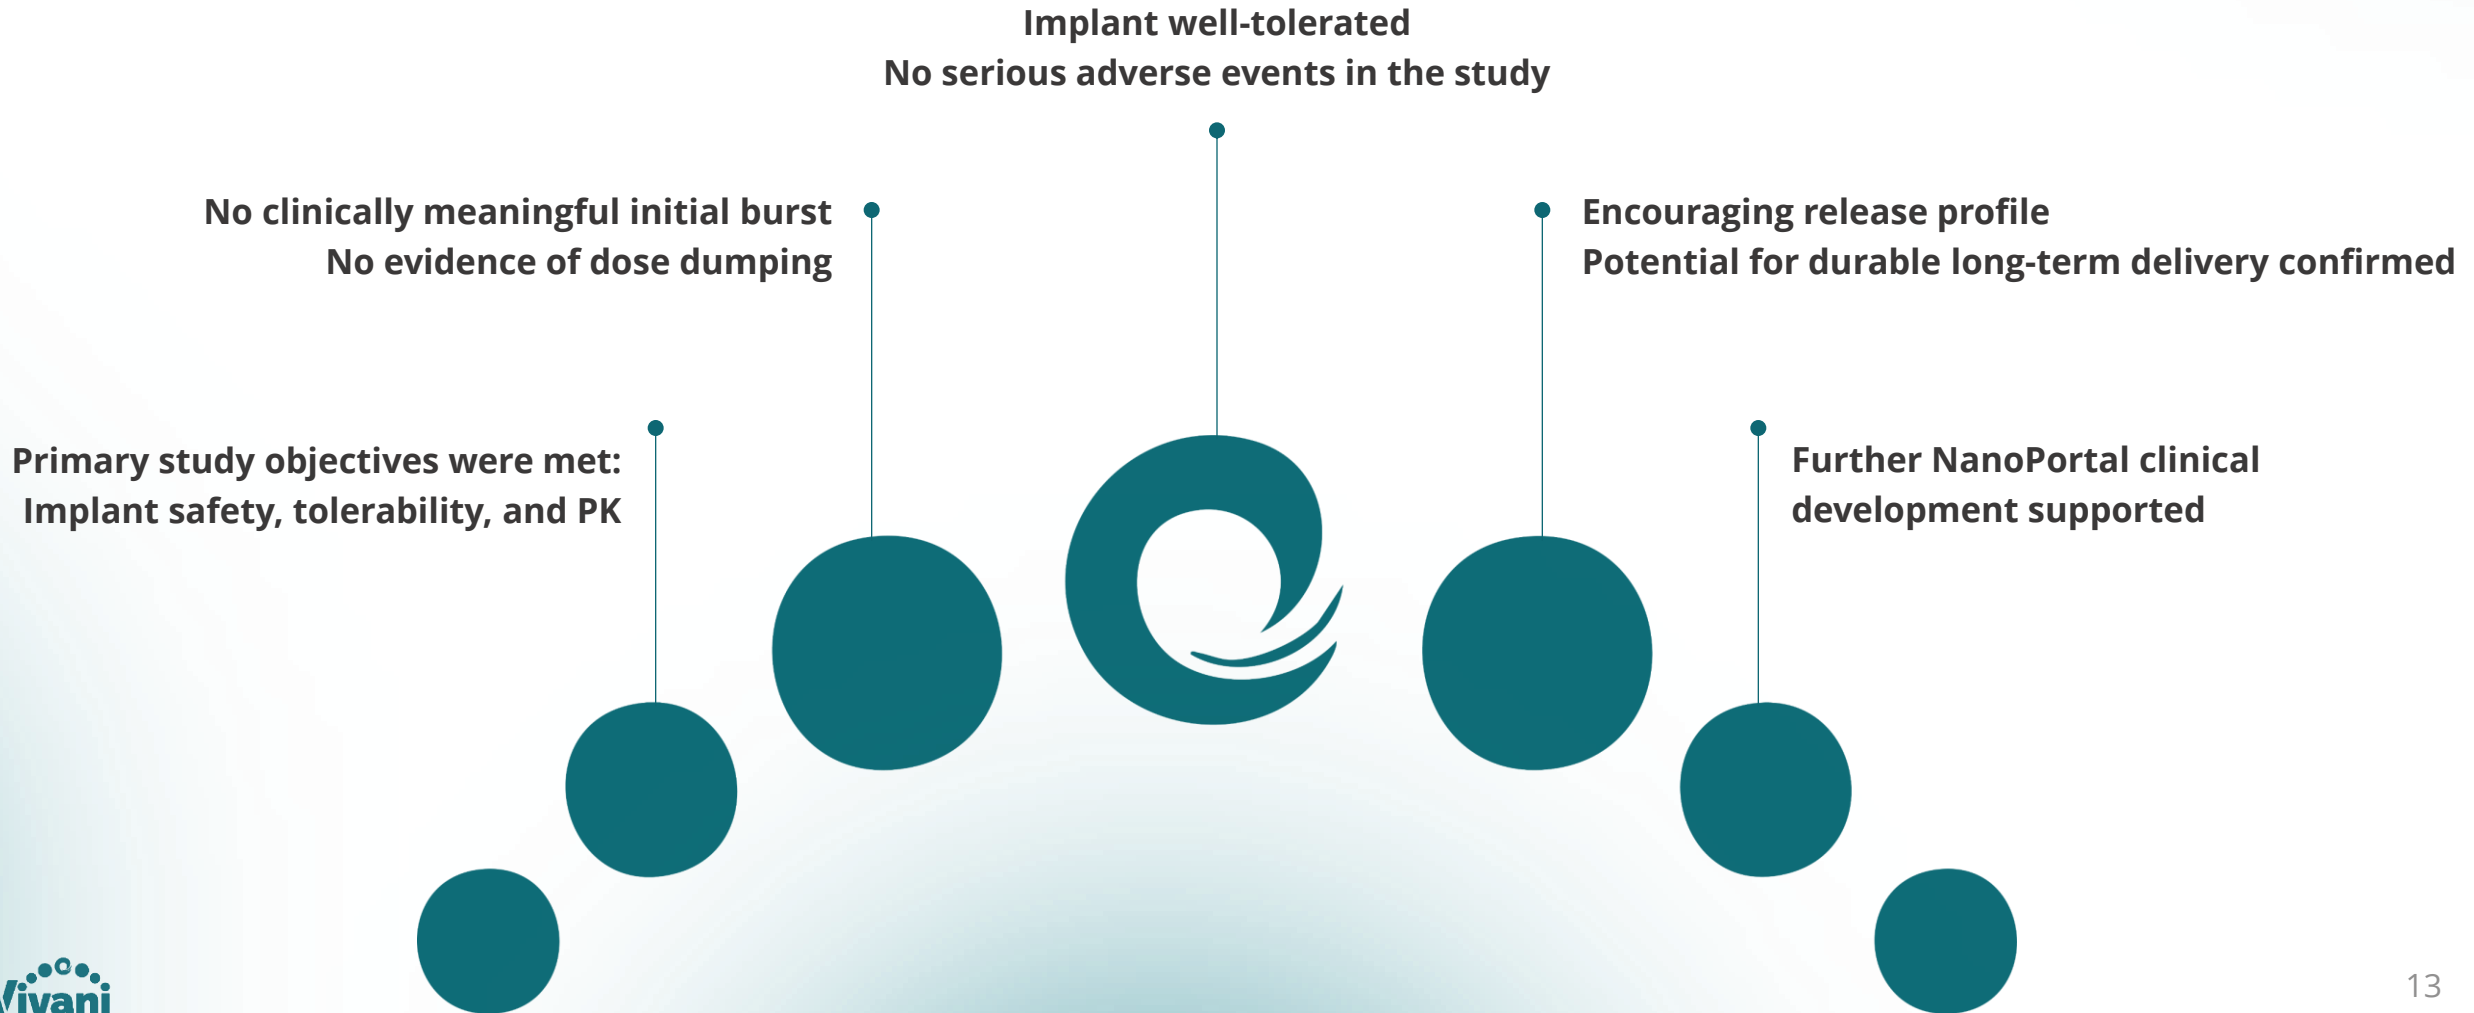 Implant well-tolerated
No serious adverse events in the study
No clinically meaningful initial burst
No evidence of dose dumping
Encouraging release profile
Potential for durable long-term delivery confirmed
Primary study objectives were met:
Implant safety, tolerability, and PK
Further NanoPortal clinical
development supported
Vivani
13